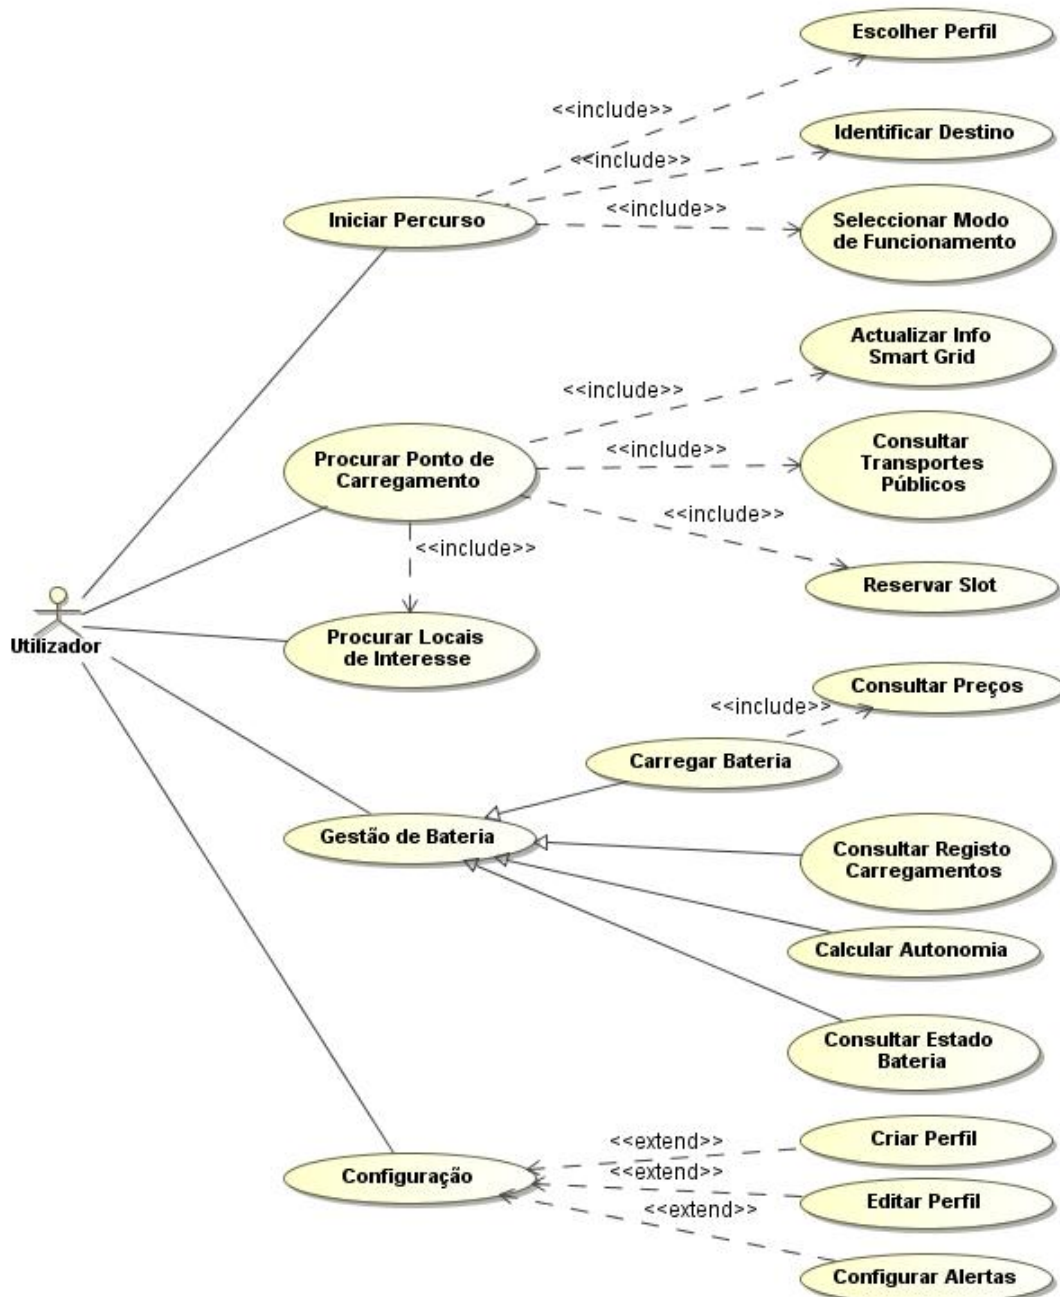 Escolher Perfil
<<include>>
Identificar Destino
<<include>>
Iniciar Percurso
<<include>>
Seleccionar Modo
de Funcionamento
Actualizar Info
Smart Grid
<<include>>
Procurar Ponto de
Carregamento
<<include>>
Consultar
Transportes
Públicos
<<include>>
<<include>>
Reservar Slot
Utilizador
Procurar Locais
de Interesse
Consultar Preços
<<include>>
Carregar Bateria
Gestão de Bateria
Consultar Registo
Carregamentos
Calcular Autonomia
Consultar Estado
Bateria
Configuração
<<extend>>
Criar Perfil
<<extend>>
Editar Perfil
<<extend>>
Configurar Alertas